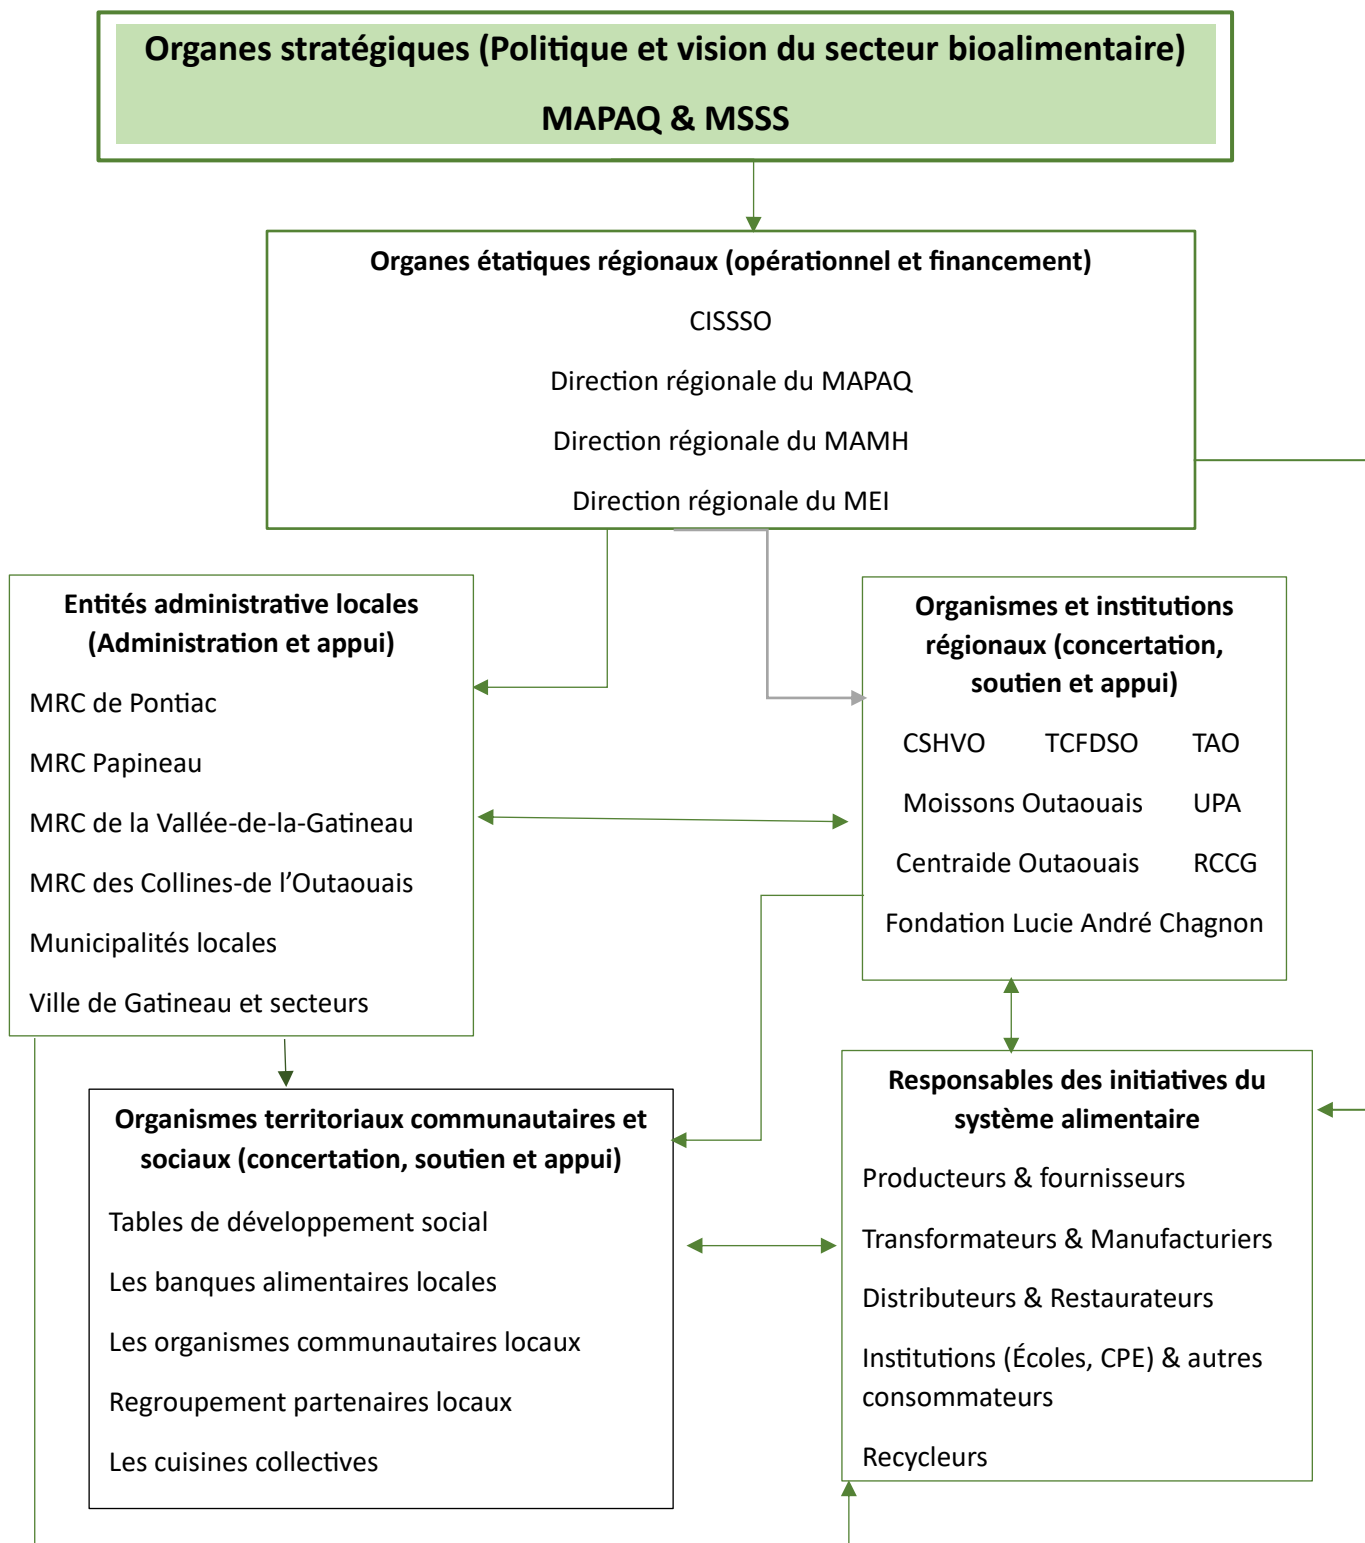 Organes stratégiques (Politique et vision du secteur bioalimentaire)
MAPAQ & MSSS
Organes étatiques régionaux (opérationnel et financement)
CISSSO
Direction régionale du MAPAQ
Direction régionale du MAMH
Direction régionale du MEI
Entités administrative locales
(Administration et appui)
MRC de Pontiac
MRC Papineau
MRC de la Vallée-de-la-Gatineau
MRC des Collines-de l’Outaouais
Municipalités locales
Ville de Gatineau et secteurs
Organismes et institutions
régionaux (concertation,
soutien et appui)
CSHVO TCFDSO TAO
Moissons Outaouais UPA
Centraide Outaouais RCCG
Fondation Lucie André Chagnon
Organismes territoriaux communautaires et
sociaux (concertation, soutien et appui)
Tables de développement social
Les banques alimentaires locales
Les organismes communautaires locaux
Regroupement partenaires locaux
Les cuisines collectives
Responsables des initiatives du
système alimentaire
Producteurs & fournisseurs
Transformateurs & Manufacturiers
Distributeurs & Restaurateurs
Institutions (Écoles, CPE) & autres
consommateurs
Recycleurs